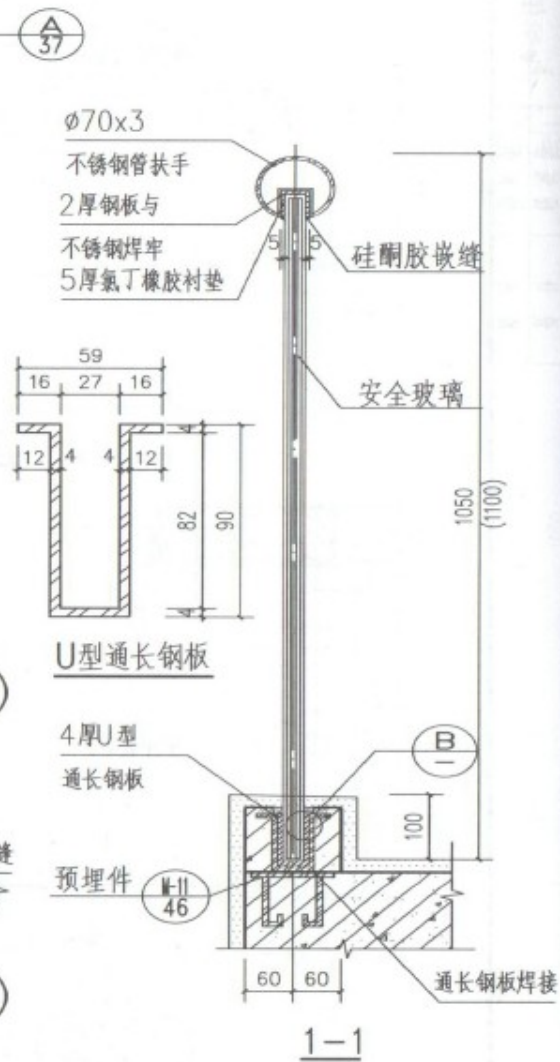 A
37
ø70x3
不锈钢管扶手
2厚钢板与
不锈钢焊牢
5厚氯丁橡胶衬垫
5
5
硅酮胶嵌缝
安全玻璃
59
16 27 16
12 4 4 12
4
82
90
4
U型通长钢板
1050
(1100)
4厚U型
通长钢板
B
—
100
缝
预埋件
M-11
46
60 60
通长钢板焊接
1-1